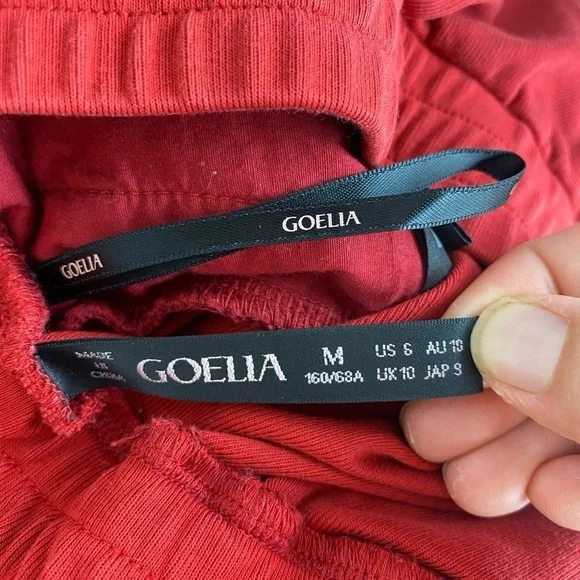 GOELIA
GOELIA
MADE
IN
CHINA
GOELIA
M
160/68A
US 6 AU 10
UK 10 JAP 9